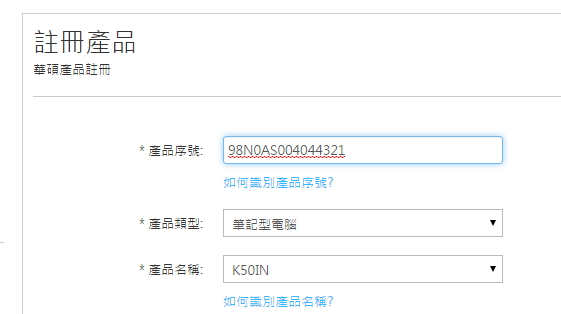 註冊產品
華碩產品註冊
* 產品序號: 98N0AS004044321
如何識別產品序號?
* 產品類型: 筆記型電腦
* 產品名稱: K50IN
如何識別產品名稱?